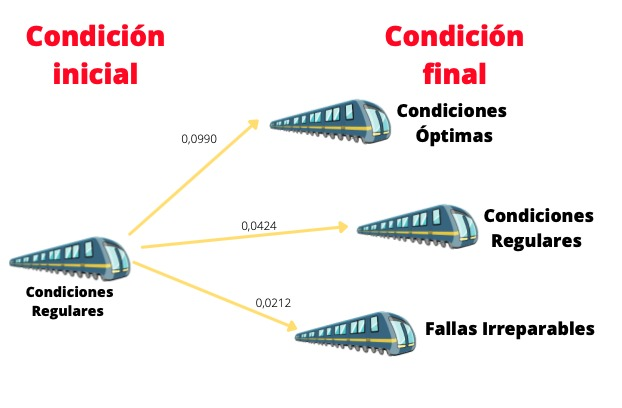 Condición
inicial
Condición
final
Condiciones
Óptimas
0,0990
Condiciones
Regulares
0,0424
Condiciones
Regulares
0,0212
Fallas Irreparables